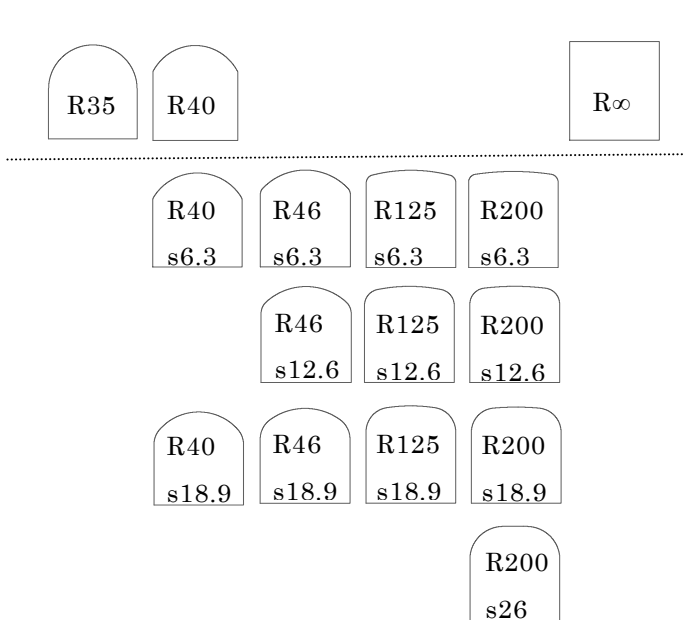 R35 R40 R∞
R40 R46 R125 R200
s6.3 s6.3 s6.3 s6.3
R46 R125 R200
s12.6 s12.6 s12.6
R40 R46 R125 R200
s18.9 s18.9 s18.9 s18.9
R200
s26